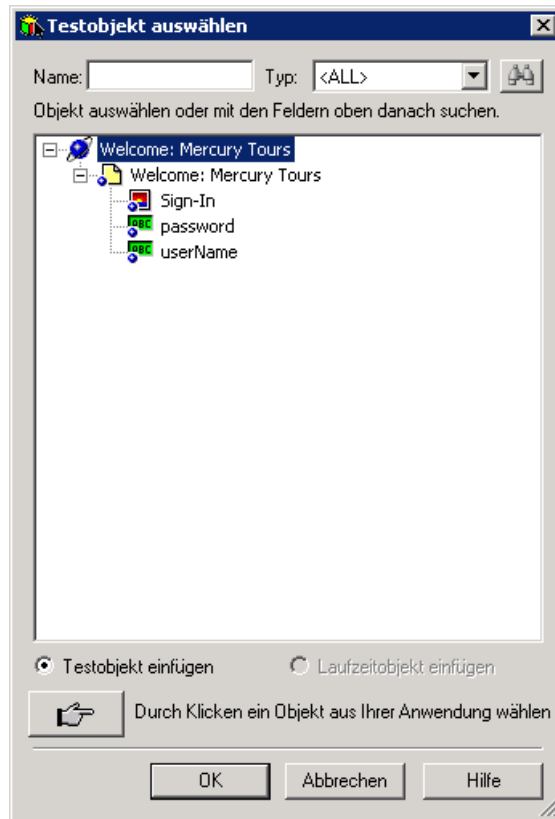 Testobjekt auswählen
Name: Typ: <ALL>
Objekt auswählen oder mit den Feldern oben danach suchen.
Welcome: Mercury Tours
Welcome: Mercury Tours
Sign-In
password
userName
Testobjekt einfügen Laufzeitobjekt einfügen
Durch Klicken ein Objekt aus Ihrer Anwendung wählen
OK Abbrechen Hilfe